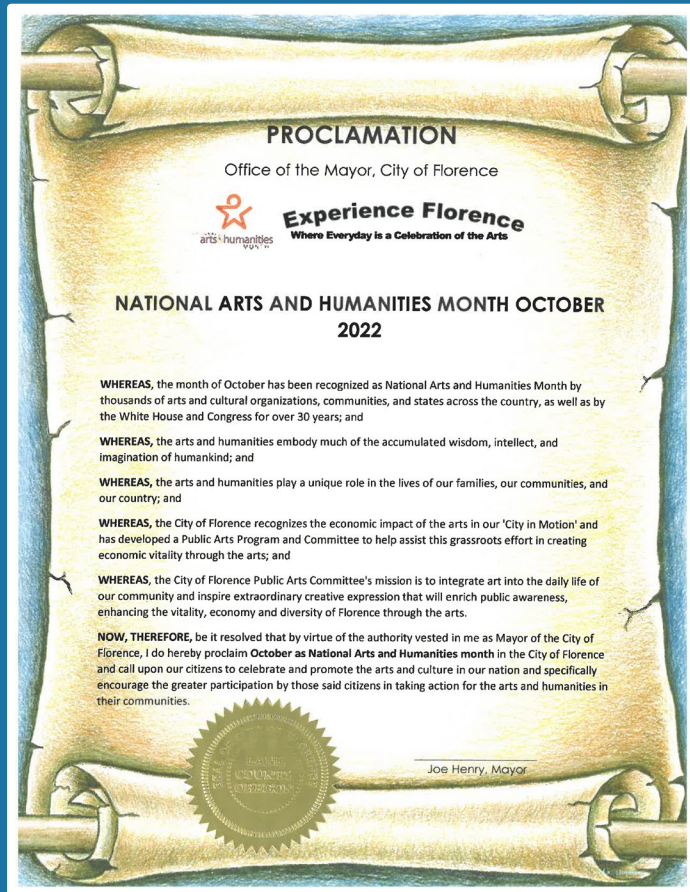 PROCLAMATION
Office of the Mayor, City of Florence
arts+humanities
MONTH
Experience Florence
Where Everyday is a Celebration of the Arts
NATIONAL ARTS AND HUMANITIES MONTH OCTOBER
2022
WHEREAS, the month of October has been recognized as National Arts and Humanities Month by
thousands of arts and cultural organizations, communities, and states across the country, as well as by
the White House and Congress for over 30 years; and
WHEREAS, the arts and humanities embody much of the accumulated wisdom, intellect, and
imagination of humankind; and
WHEREAS, the arts and humanities play a unique role in the lives of our families, our communities, and
our country; and
WHEREAS, the City of Florence recognizes the economic impact of the arts in our 'City in Motion' and
has developed a Public Arts Program and Committee to help assist this grassroots effort in creating
economic vitality through the arts; and
WHEREAS, the City of Florence Public Arts Committee's mission is to integrate art into the daily life of
our community and inspire extraordinary creative expression that will enrich public awareness,
enhancing the vitality, economy and diversity of Florence through the arts.
NOW, THEREFORE, be it resolved that by virtue of the authority vested in me as Mayor of the City of
Florence, I do hereby proclaim October as National Arts and Humanities month in the City of Florence
and call upon our citizens to celebrate and promote the arts and culture in our nation and specifically
encourage the greater participation by those said citizens in taking action for the arts and humanities in
their communities.
LANE
COUNTY
OREGON
Joe Henry, Mayor